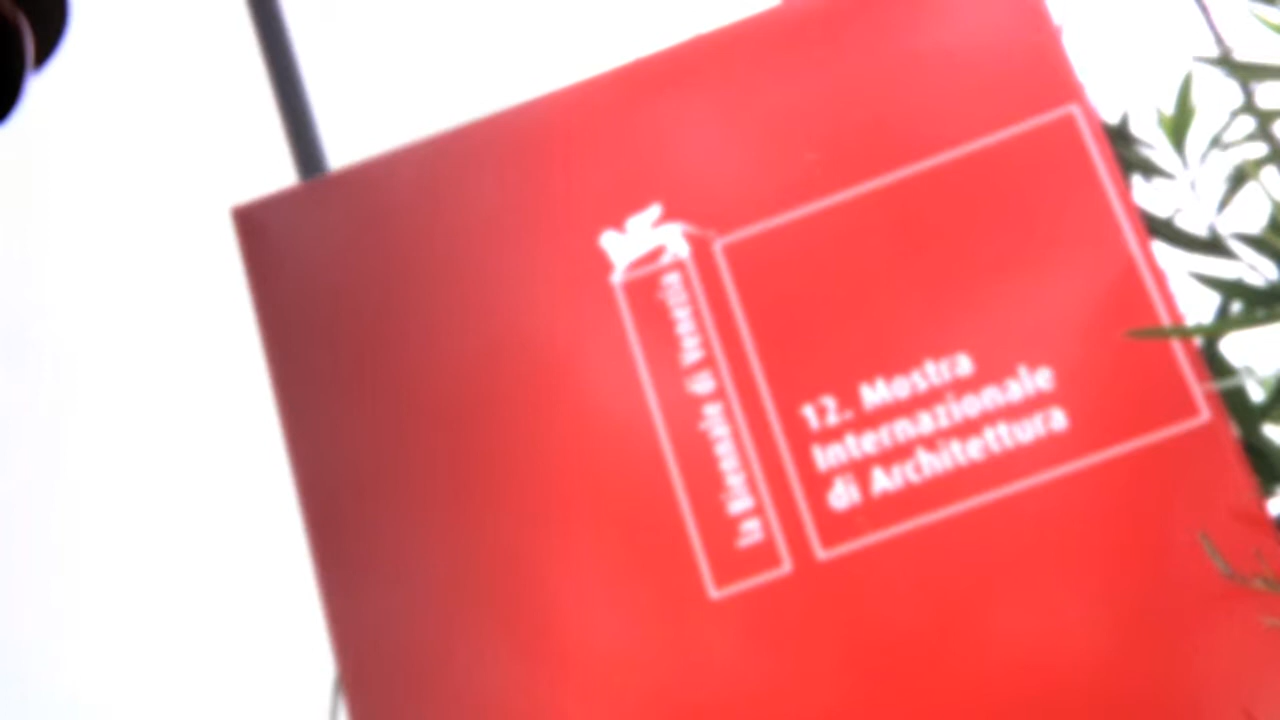 la Biennale di Venezia
12. Mostra
Internazionale
di Architettura